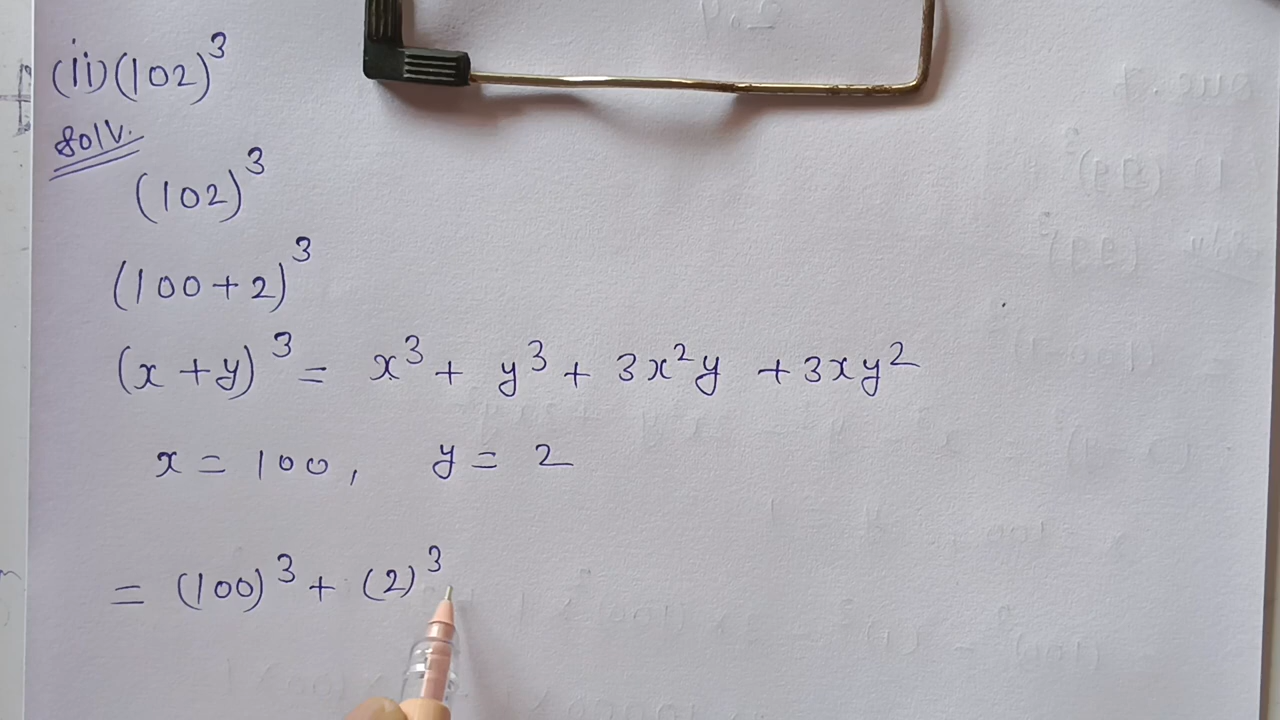 (ii) (102)³
Solv.
(102)³
(100+2)³
(x+y)³ = x³ + y³ + 3x²y + 3xy²
x = 100, y = 2
= (100)³ + (2)³